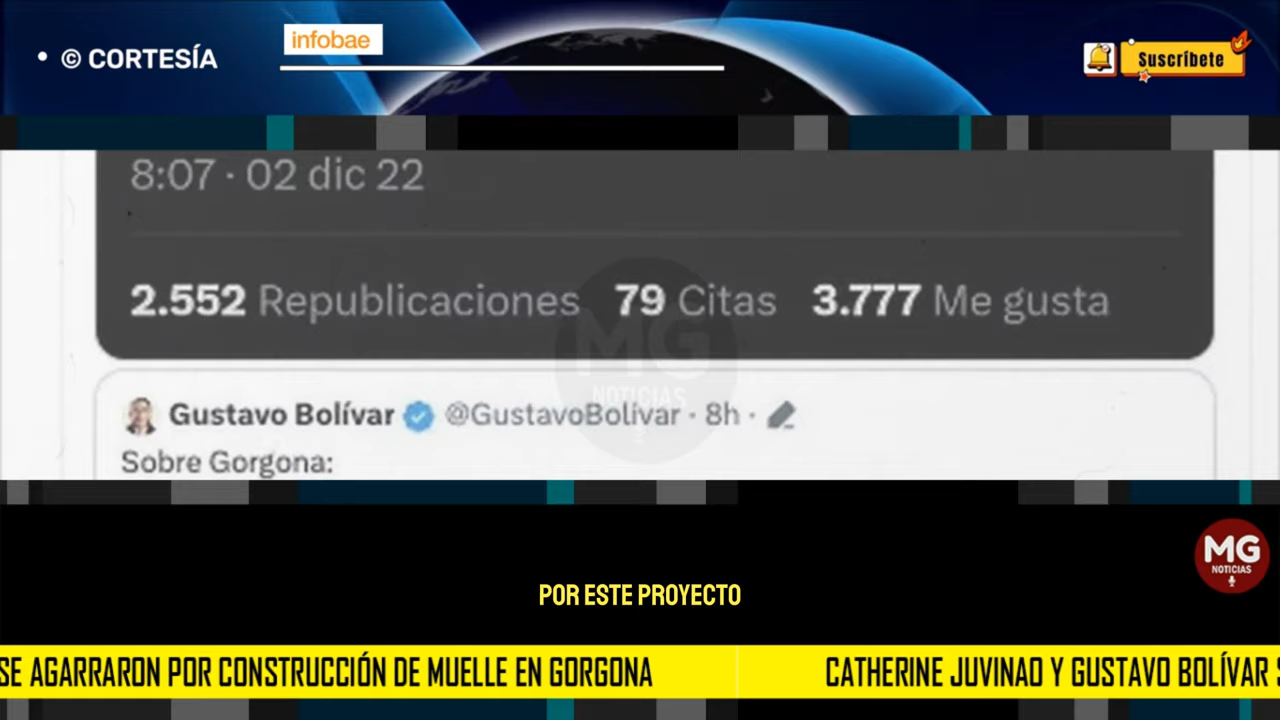 • © CORTESÍA
infobae
Suscríbete
8:07 · 02 dic 22
2.552 Republicaciones 79 Citas 3.777 Me gusta
MG
NOTICIAS
Gustavo Bolívar @GustavoBolívar · 8h ·
Sobre Gorgona:
MG
NOTICIAS
POR ESTE PROYECTO
SE AGARRARON POR CONSTRUCCIÓN DE MUELLE EN GORGONA CATHERINE JUVINAO Y GUSTAVO BOLÍVAR S